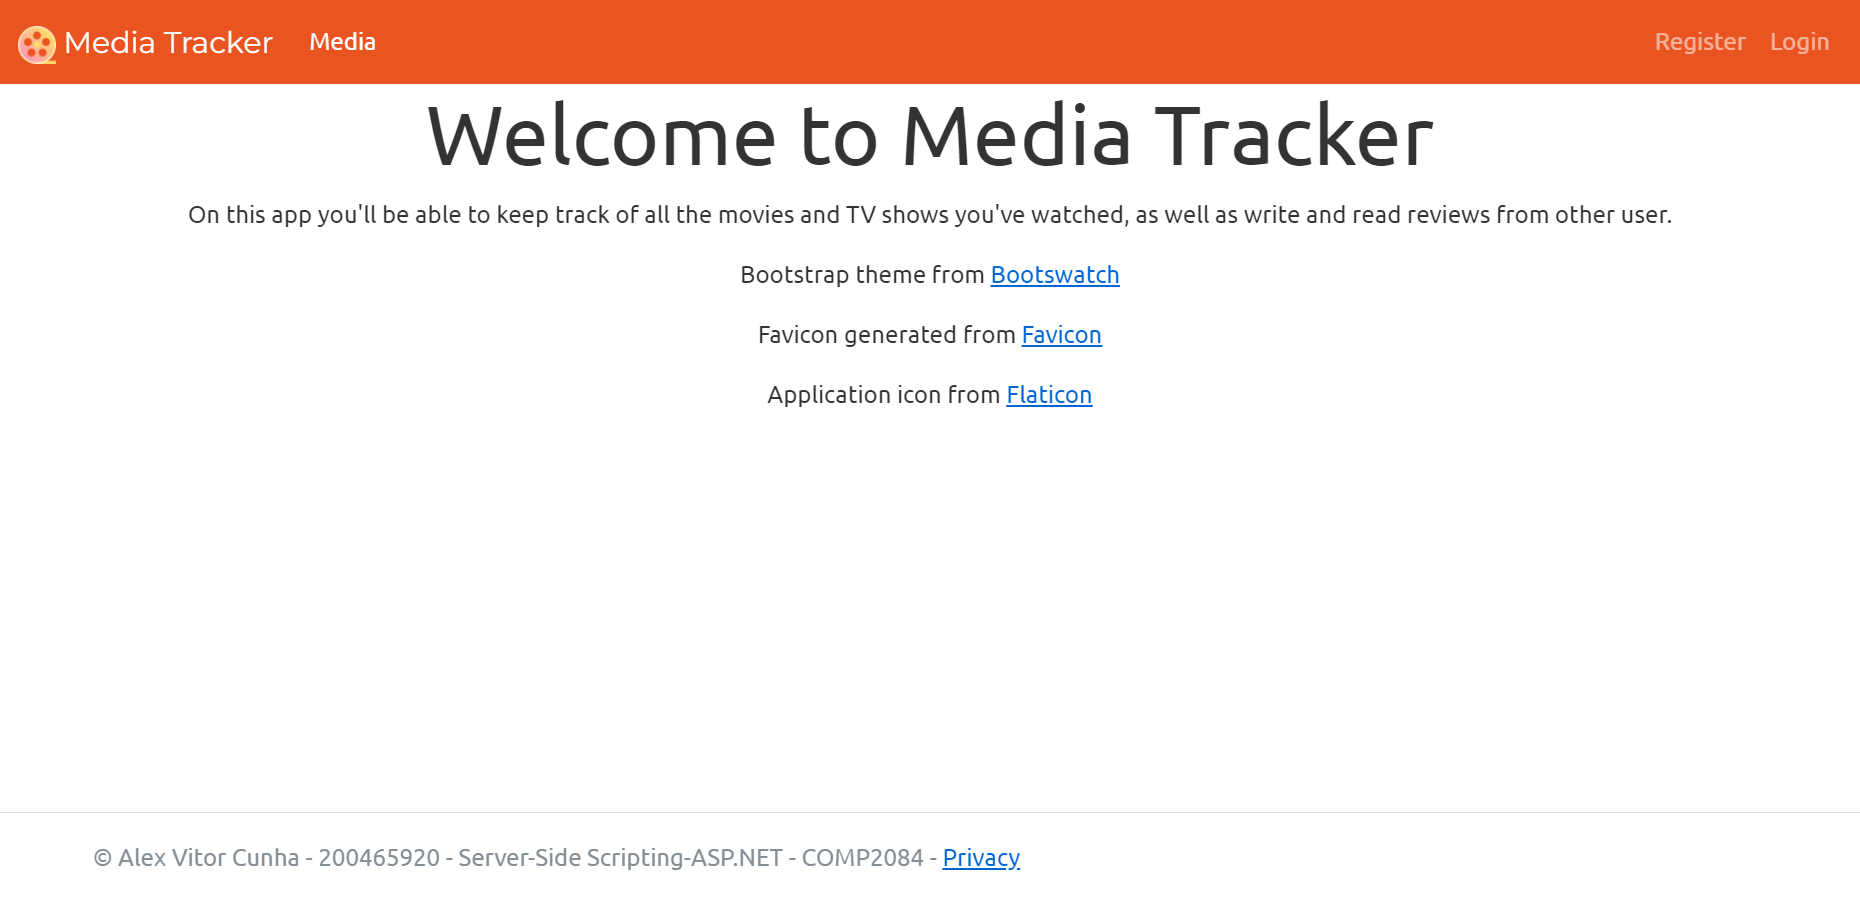 Media Tracker Media Register Login
Welcome to Media Tracker
On this app you'll be able to keep track of all the movies and TV shows you've watched, as well as write and read reviews from other user.
Bootstrap theme from Bootswatch
Favicon generated from Favicon
Application icon from Flaticon
© Alex Vitor Cunha - 200465920 - Server-Side Scripting-ASP.NET - COMP2084 - Privacy